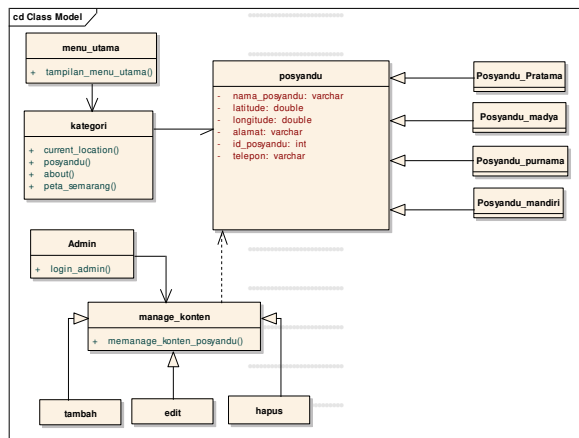 cd Class Model
menu_utama
+ tampilan_menu_utama()
kategori
+ current_location()
+ posyandu()
+ about()
+ peta_semarang()
posyandu
- nama_posyandu: varchar
- latitude: double
- longitude: double
- alamat: varchar
- id_posyandu: int
- telepon: varchar
Posyandu_Pratama
Posyandu_madya
Posyandu_purnama
Posyandu_mandiri
Admin
+ login_admin()
manage_konten
+ memanage_konten_posyandu()
tambah
edit
hapus